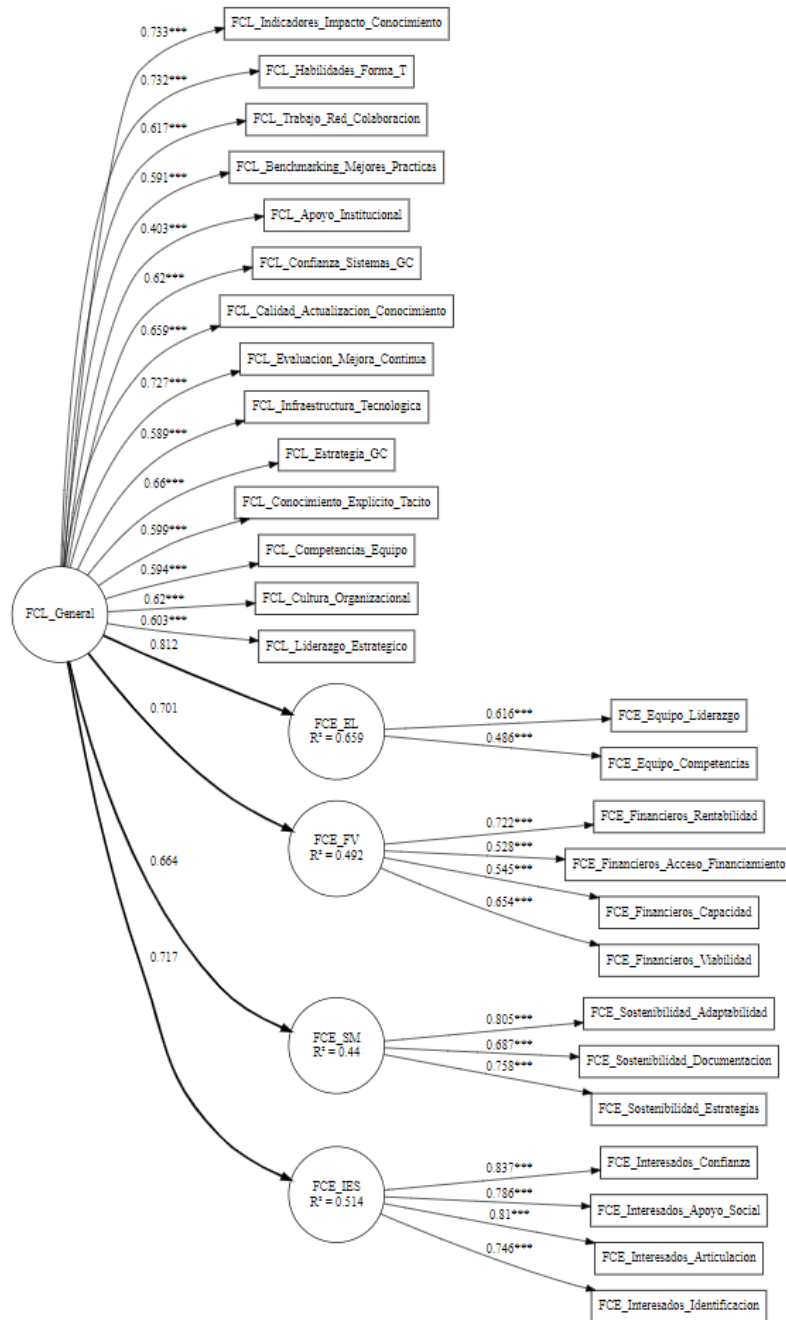 0.733***
FCL_Indicadores_Impacto_Conocimiento
0.732***
FCL_Habilidades_Forma_T
0.617***
FCL_Trabajo_Red_Colaboracion
0.591***
FCL_Benchmarking_Mejores_Practicas
0.403***
FCL_Apoyo_Institucional
0.62***
FCL_Confianza_Sistemas_GC
0.659***
FCL_Calidad_Actualizacion_Conocimiento
0.727***
FCL_Evaluacion_Mejora_Continua
0.589***
FCL_Infraestructura_Tecnologica
0.66***
FCL_Estrategia_GC
0.599***
FCL_Conocimiento_Explicito_Tacito
0.594***
FCL_Competencias_Equipo
0.62***
FCL_Cultura_Organizacional
0.603***
FCL_Liderazgo_Estrategico
FCL_General
0.812
0.701
0.664
0.717
FCE_EL
R² = 0.659
0.616***
FCE_Equipo_Liderazgo
0.486***
FCE_Equipo_Competencias
FCE_FV
R² = 0.492
0.722***
FCE_Financieros_Rentabilidad
0.528***
FCE_Financieros_Acceso_Financiamiento
0.545***
FCE_Financieros_Capacidad
0.654***
FCE_Financieros_Viabilidad
FCE_SM
R² = 0.44
0.805***
FCE_Sostenibilidad_Adaptabilidad
0.687***
FCE_Sostenibilidad_Documentacion
0.758***
FCE_Sostenibilidad_Estrategias
FCE_IES
R² = 0.514
0.837***
FCE_Interesados_Confianza
0.786***
FCE_Interesados_Apoyo_Social
0.81***
FCE_Interesados_Articulacion
0.746***
FCE_Interesados_Identificacion